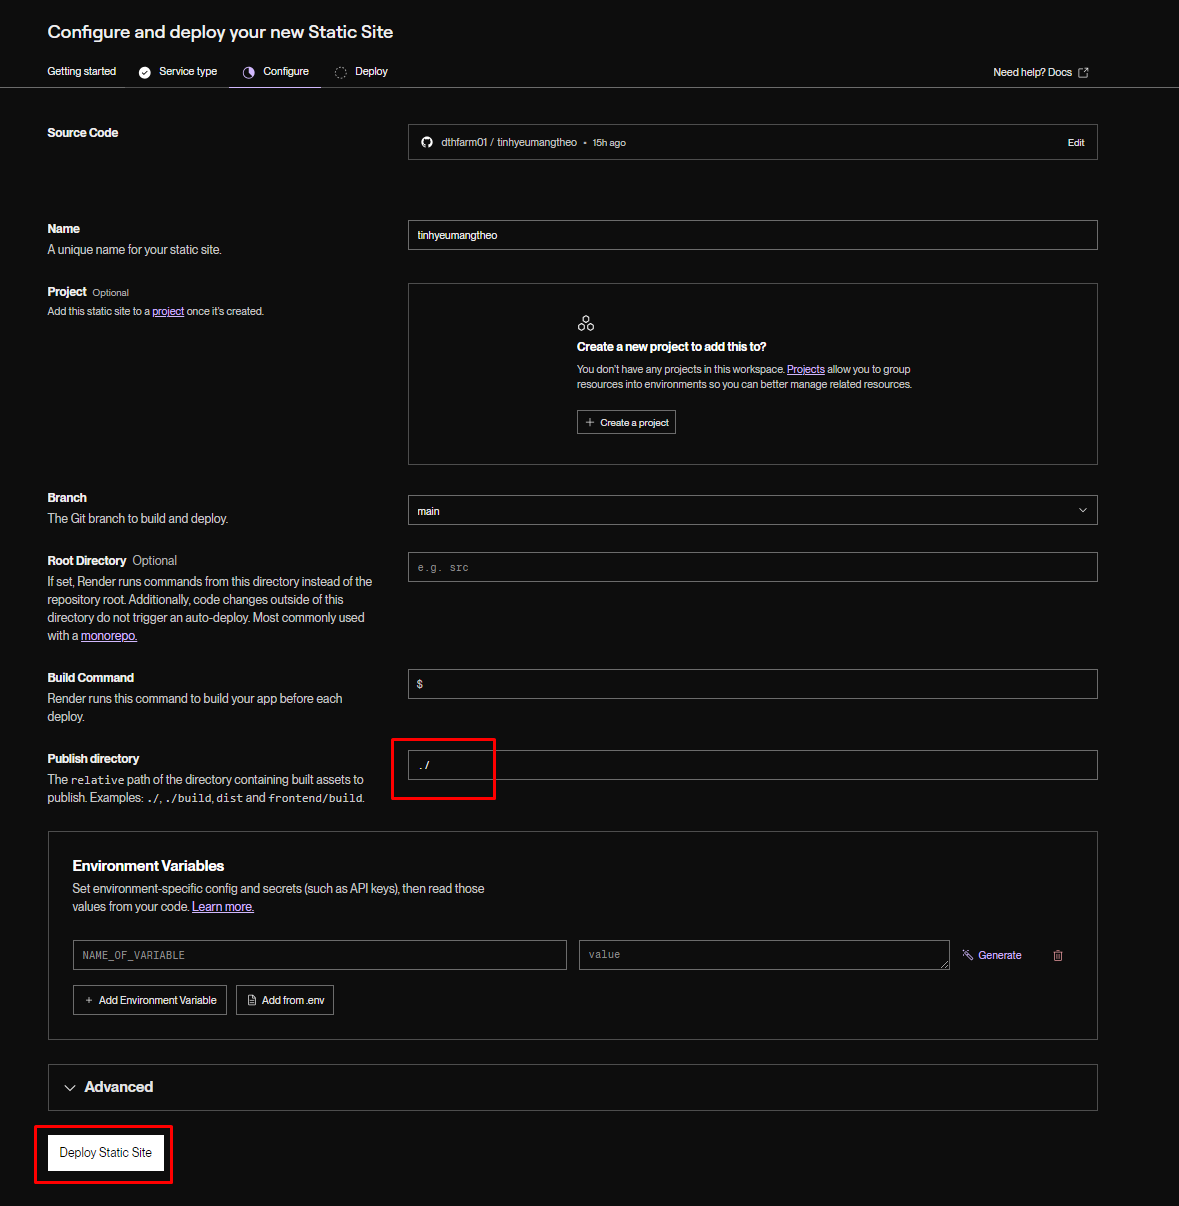 Configure and deploy your new Static Site
Getting started
Service type
Configure
Deploy
Need help? Docs
Source Code
dthfarm01 / tinhyeumangtheo • 15h ago
Edit
Name
A unique name for your static site.
tinhyeumangtheo
Project Optional
Add this static site to a project once it's created.
Create a new project to add this to?
You don't have any projects in this workspace. Projects allow you to group
resources into environments so you can better manage related resources.
+ Create a project
Branch
The Git branch to build and deploy.
main
Root Directory Optional
If set, Render runs commands from this directory instead of the
repository root. Additionally, code changes outside of this
directory do not trigger an auto-deploy. Most commonly used
with a monorepo.
e.g. src
Build Command
Render runs this command to build your app before each
deploy.
$
Publish directory
The relative path of the directory containing built assets to
publish. Examples: ./, ./build, dist and frontend/build.
./
Environment Variables
Set environment-specific config and secrets (such as API keys), then read those
values from your code. Learn more.
NAME_OF_VARIABLE
value
Generate
+ Add Environment Variable
Add from .env
Advanced
Deploy Static Site